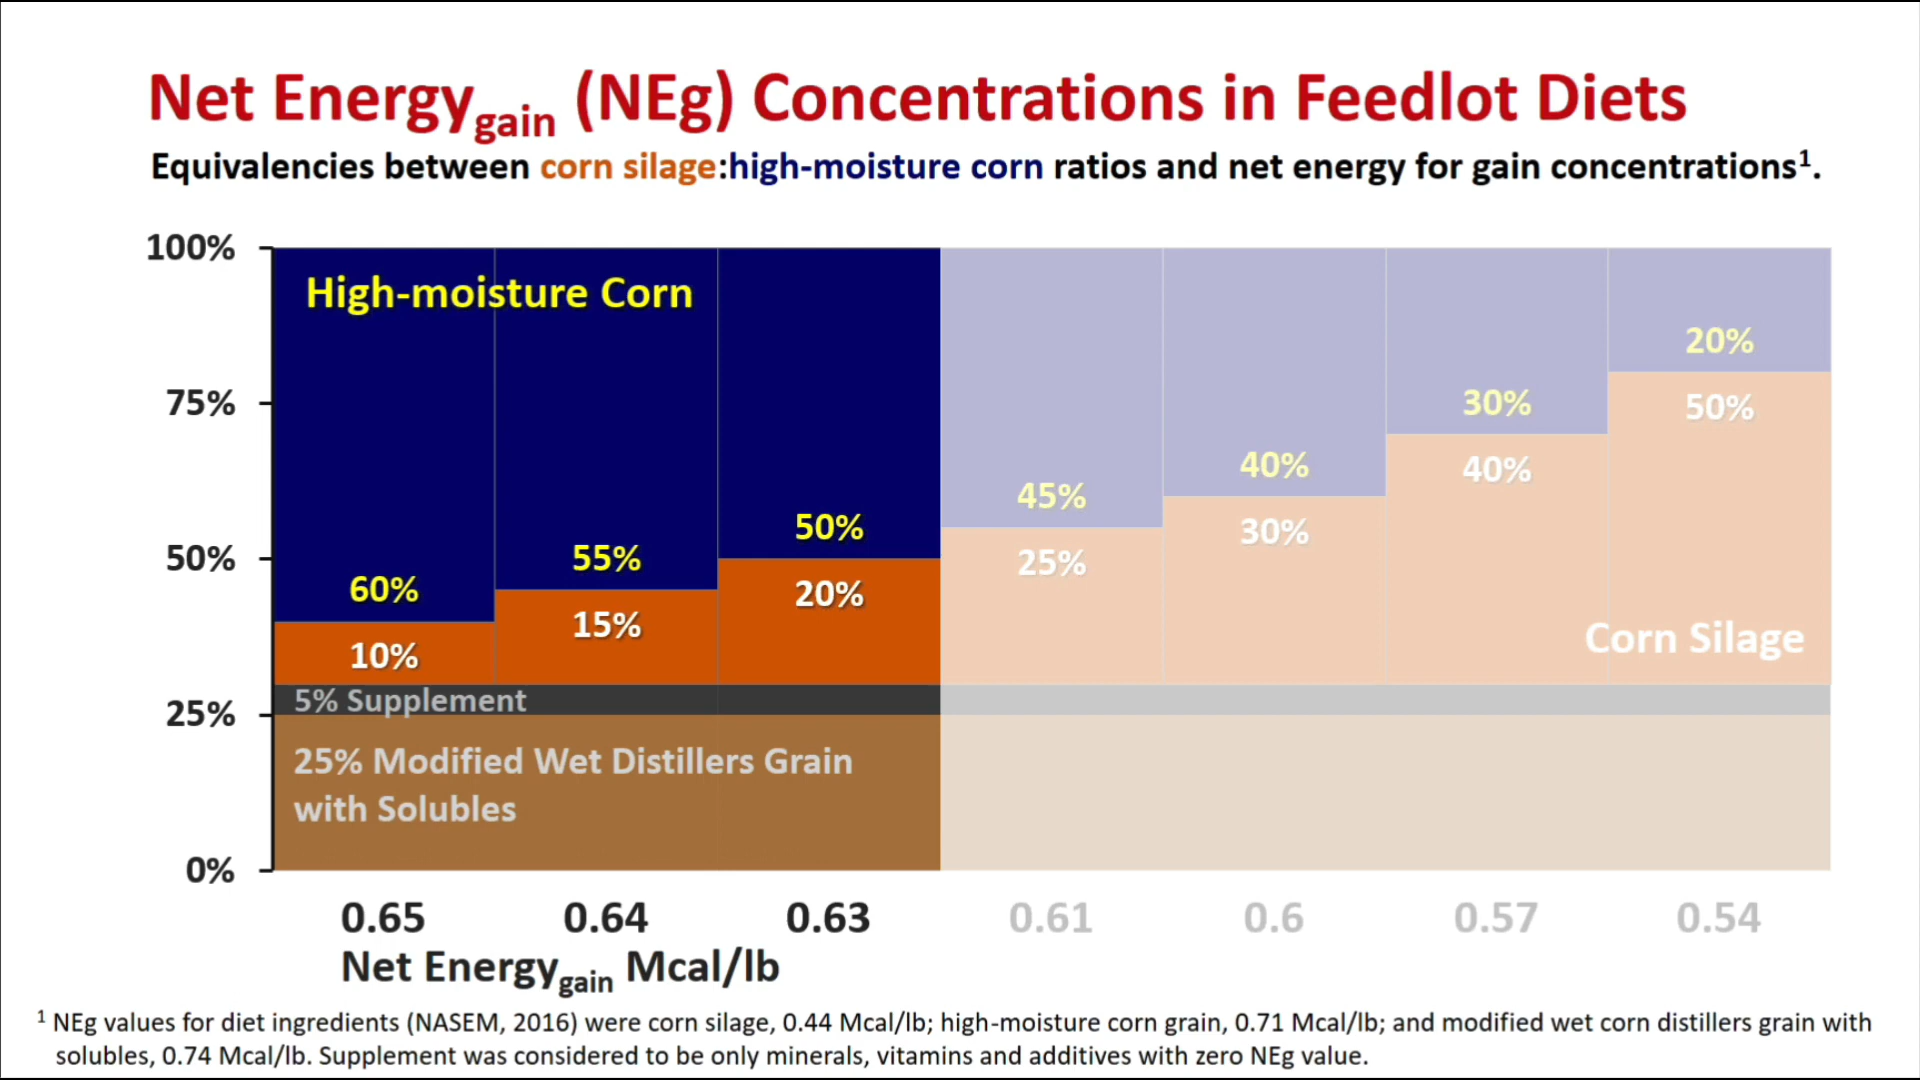 Net Energygain (NEg) Concentrations in Feedlot Diets
Equivalencies between corn silage:high-moisture corn ratios and net energy for gain concentrations1.
100%
75%
50%
25%
0%
High-moisture Corn
60%
55%
50%
45%
40%
30%
20%
10%
15%
20%
25%
30%
40%
50%
Corn Silage
5% Supplement
25% Modified Wet Distillers Grain
with Solubles
0.65 0.64 0.63 0.61 0.6 0.57 0.54
Net Energygain Mcal/lb
1 NEg values for diet ingredients (NASEM, 2016) were corn silage, 0.44 Mcal/lb; high-moisture corn grain, 0.71 Mcal/lb; and modified wet corn distillers grain with
solubles, 0.74 Mcal/lb. Supplement was considered to be only minerals, vitamins and additives with zero NEg value.